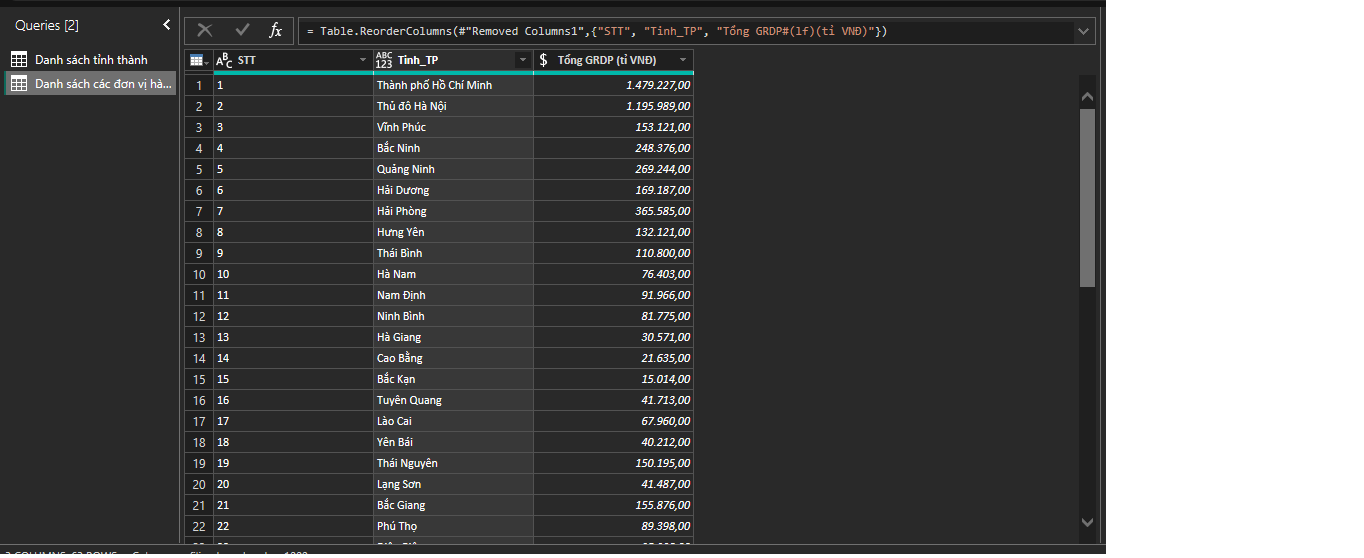 Queries [2]
Danh sách tỉnh thành
Danh sách các đơn vị hà...
fx = Table.ReorderColumns(#"Removed Columns1",{"STT", "Tỉnh_TP", "Tổng GRDP#(lf)(tỉ VNĐ)"})
ABC STT ABC 123 Tỉnh_TP $ Tổng GRDP (tỉ VNĐ)
1 1 Thành phố Hồ Chí Minh 1.479.227,00
2 2 Thủ đô Hà Nội 1.195.989,00
3 3 Vĩnh Phúc 153.121,00
4 4 Bắc Ninh 248.376,00
5 5 Quảng Ninh 269.244,00
6 6 Hải Dương 169.187,00
7 7 Hải Phòng 365.585,00
8 8 Hưng Yên 132.121,00
9 9 Thái Bình 110.800,00
10 10 Hà Nam 76.403,00
11 11 Nam Định 91.966,00
12 12 Ninh Bình 81.775,00
13 13 Hà Giang 30.571,00
14 14 Cao Bằng 21.635,00
15 15 Bắc Kạn 15.014,00
16 16 Tuyên Quang 41.713,00
17 17 Lào Cai 67.960,00
18 18 Yên Bái 40.212,00
19 19 Thái Nguyên 150.195,00
20 20 Lạng Sơn 41.487,00
21 21 Bắc Giang 155.876,00
22 22 Phú Thọ 89.398,00